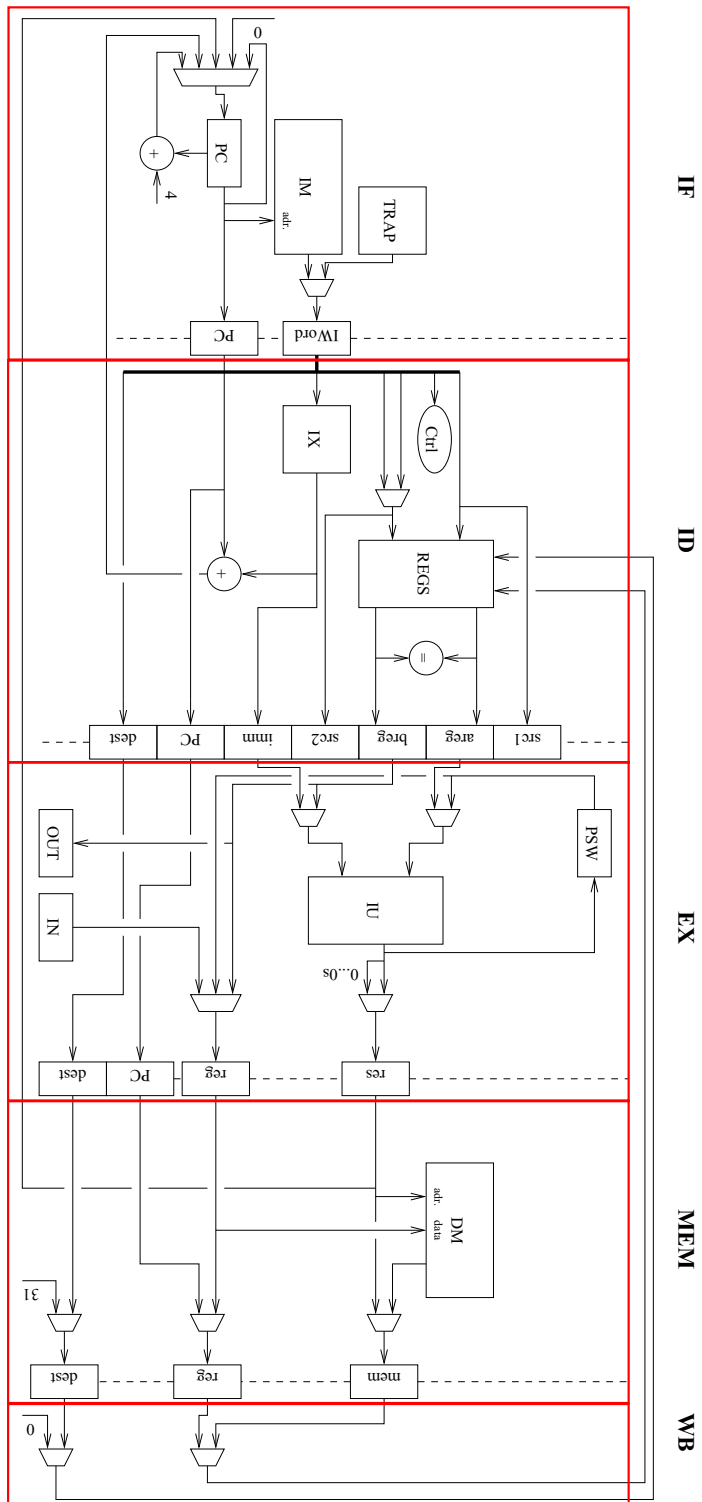 IF
0
PC
+
4
IM
adr.
TRAP
PC
IWord
ID
IX
Ctrl
REGS
+
=
dest
PC
imm
src2
breg
areg
src1
EX
OUT
IN
IU
PSW
0...0s
dest
PC
reg
res
MEM
adr.
data
DM
31
dest
reg
mem
WB
0